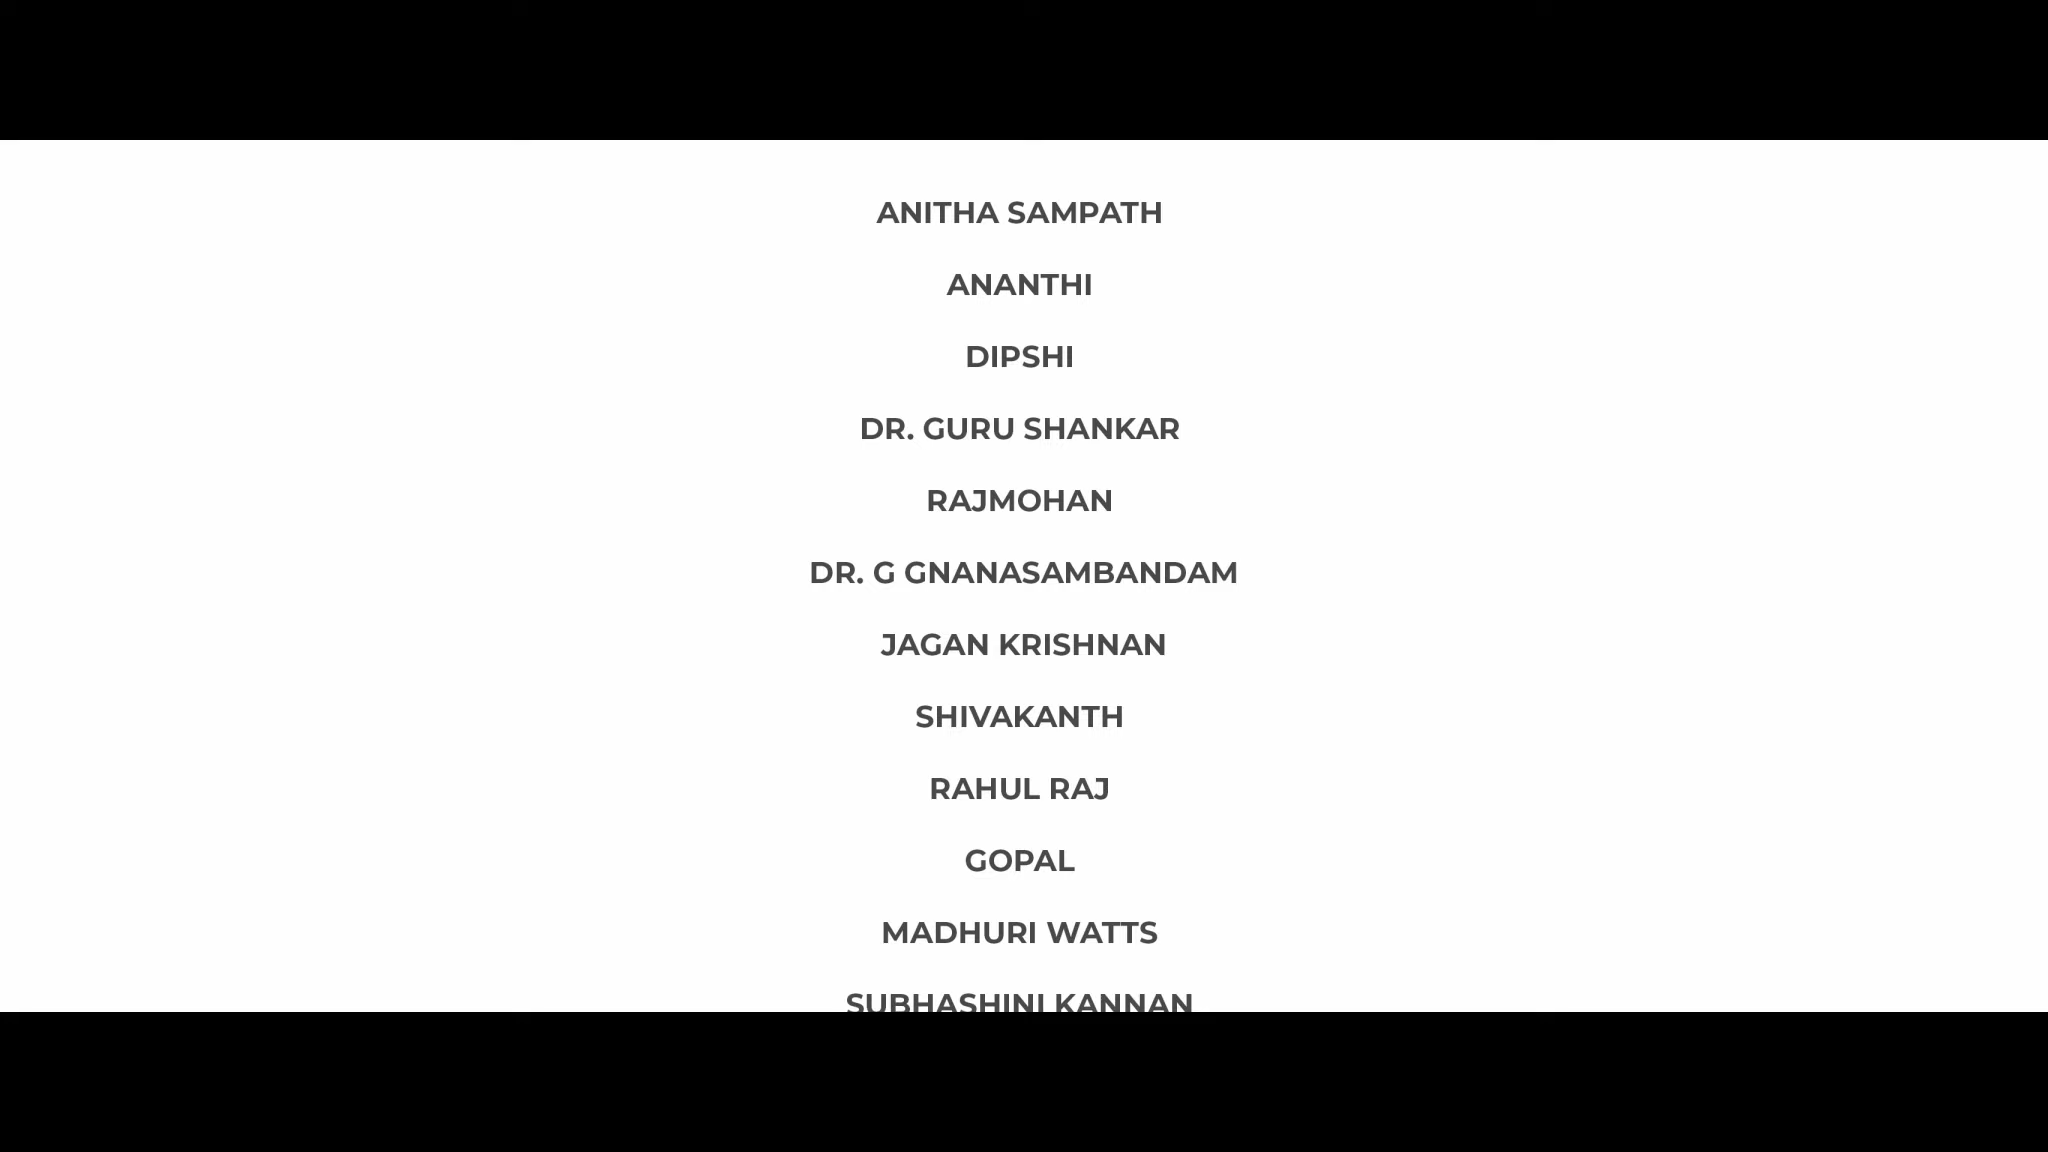 ANITHA SAMPATH
ANANTHI
DIPSHI
DR. GURU SHANKAR
RAJMOHAN
DR. G GNANASAMBANDAM
JAGAN KRISHNAN
SHIVAKANTH
RAHUL RAJ
GOPAL
MADHURI WATTS
SUBHASHINI KANNAN